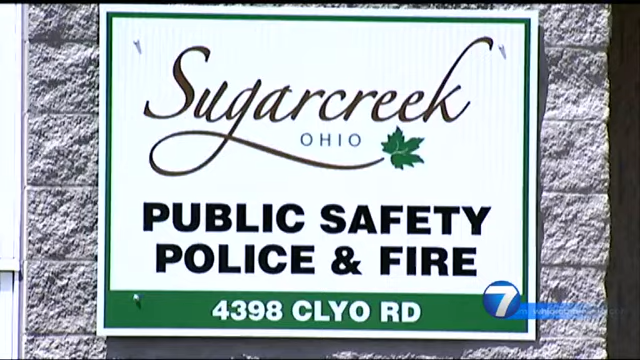 Sugarcreek
OHIO
PUBLIC SAFETY
POLICE & FIRE
4398 CLYO RD
7